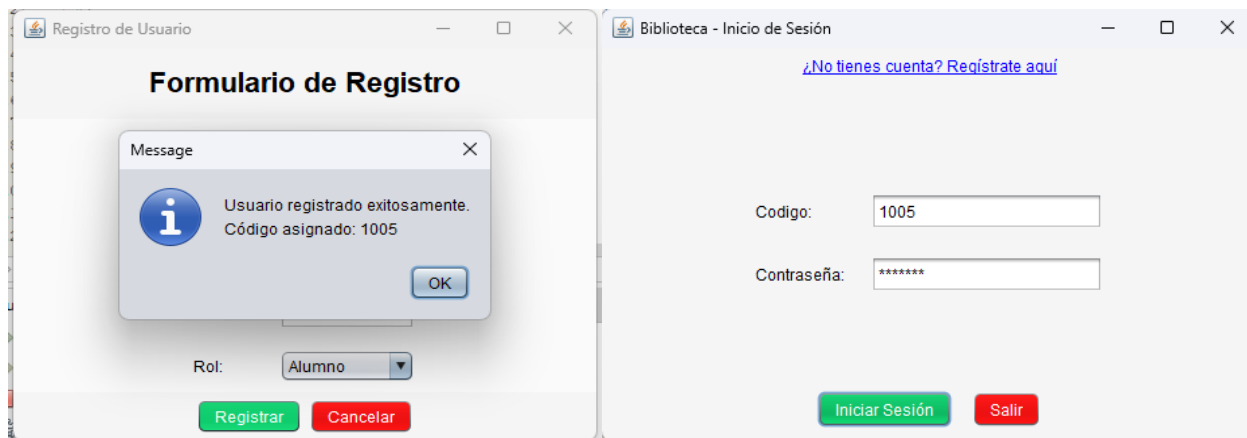 Registro de Usuario
Formulario de Registro
Message
Usuario registrado exitosamente.
Código asignado: 1005
OK
Rol:
Alumno
Registrar
Cancelar
Biblioteca - Inicio de Sesión
¿No tienes cuenta? Regístrate aquí
Codigo:
1005
Contraseña:
*******
Iniciar Sesión
Salir